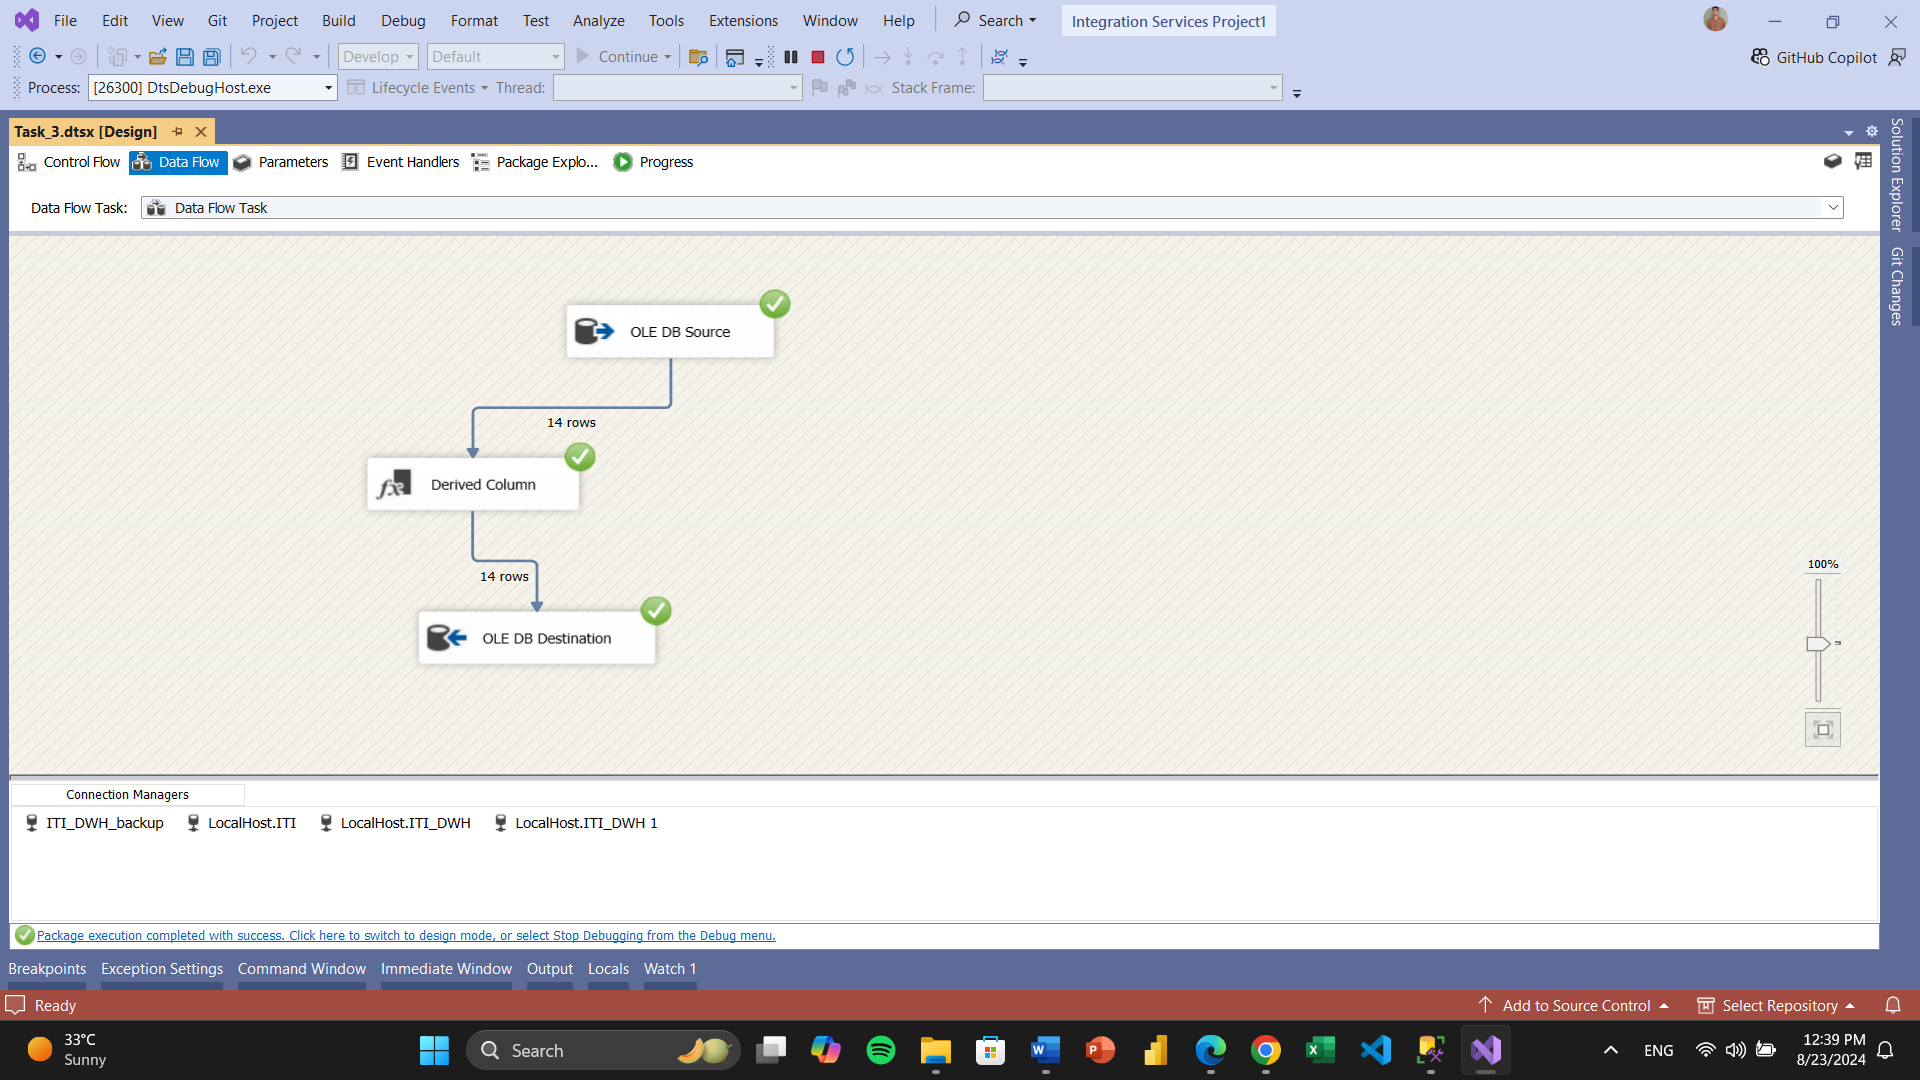 File Edit View Git Project Build Debug Format Test Analyze Tools Extensions Window Help Search Integration Services Project1
Develop Default Continue GitHub Copilot
Process: [26300] DtsDebugHost.exe Lifecycle Events Thread: Stack Frame:
Task_3.dtsx [Design]
Control Flow Data Flow Parameters Event Handlers Package Explo... Progress
Data Flow Task: Data Flow Task
Solution Explorer
Git Changes
OLE DB Source
14 rows
Derived Column
14 rows
OLE DB Destination
100%
Connection Managers
ITI_DWH_backup LocalHost.ITI LocalHost.ITI_DWH LocalHost.ITI_DWH 1
Package execution completed with success. Click here to switch to design mode, or select Stop Debugging from the Debug menu.
Breakpoints Exception Settings Command Window Immediate Window Output Locals Watch 1
Ready Add to Source Control Select Repository
33°C
Sunny
Search
ENG
12:39 PM
8/23/2024